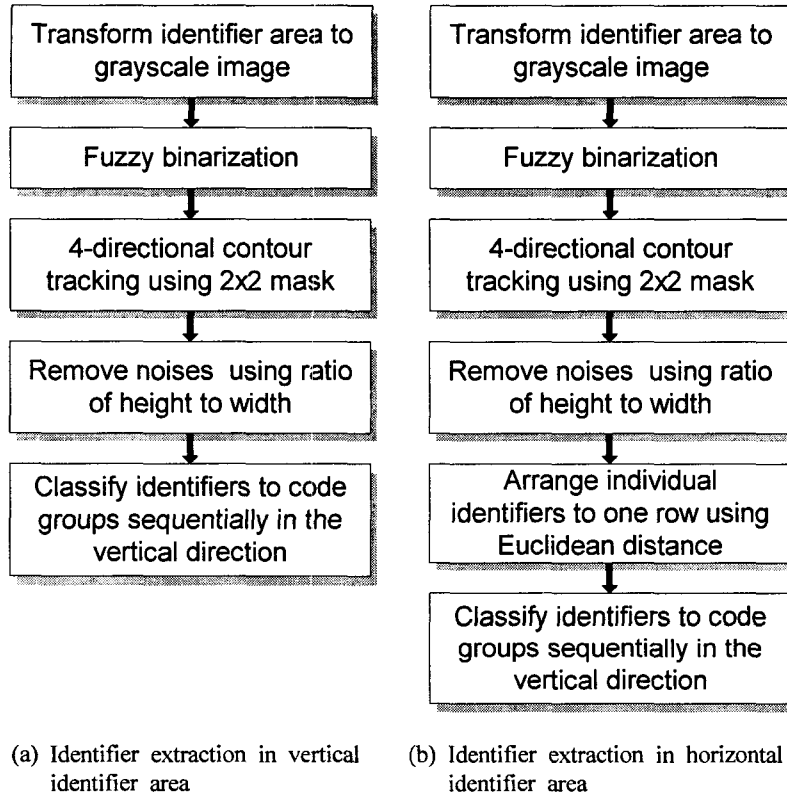 Transform identifier area to
grayscale image
Fuzzy binarization
4-directional contour
tracking using 2x2 mask
Remove noises using ratio
of height to width
Classify identifiers to code
groups sequentially in the
vertical direction
(a) Identifier extraction in vertical
identifier area
Transform identifier area to
grayscale image
Fuzzy binarization
4-directional contour
tracking using 2x2 mask
Remove noises using ratio
of height to width
Arrange individual
identifiers to one row using
Euclidean distance
Classify identifiers to code
groups sequentially in the
vertical direction
(b) Identifier extraction in horizontal
identifier area